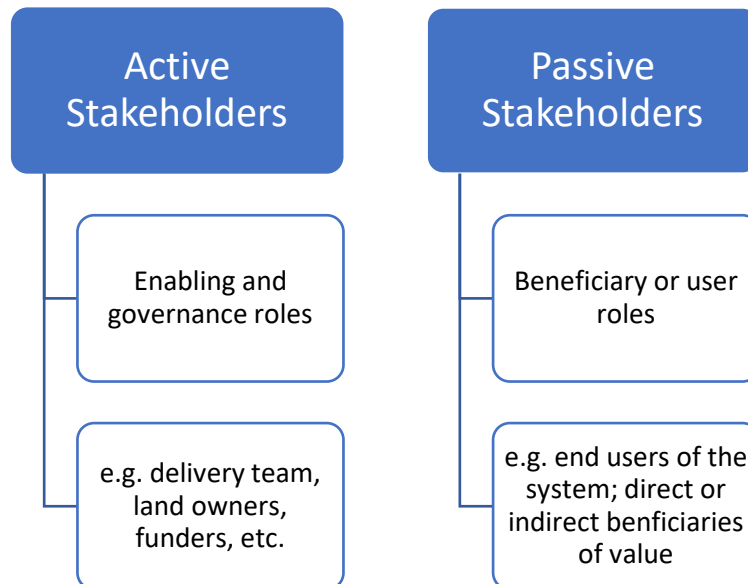 Active
Stakeholders
Enabling and
governance roles
e.g. delivery team,
land owners,
funders, etc.
Passive
Stakeholders
Beneficiary or user
roles
e.g. end users of the
system; direct or
indirect benficiaries
of value